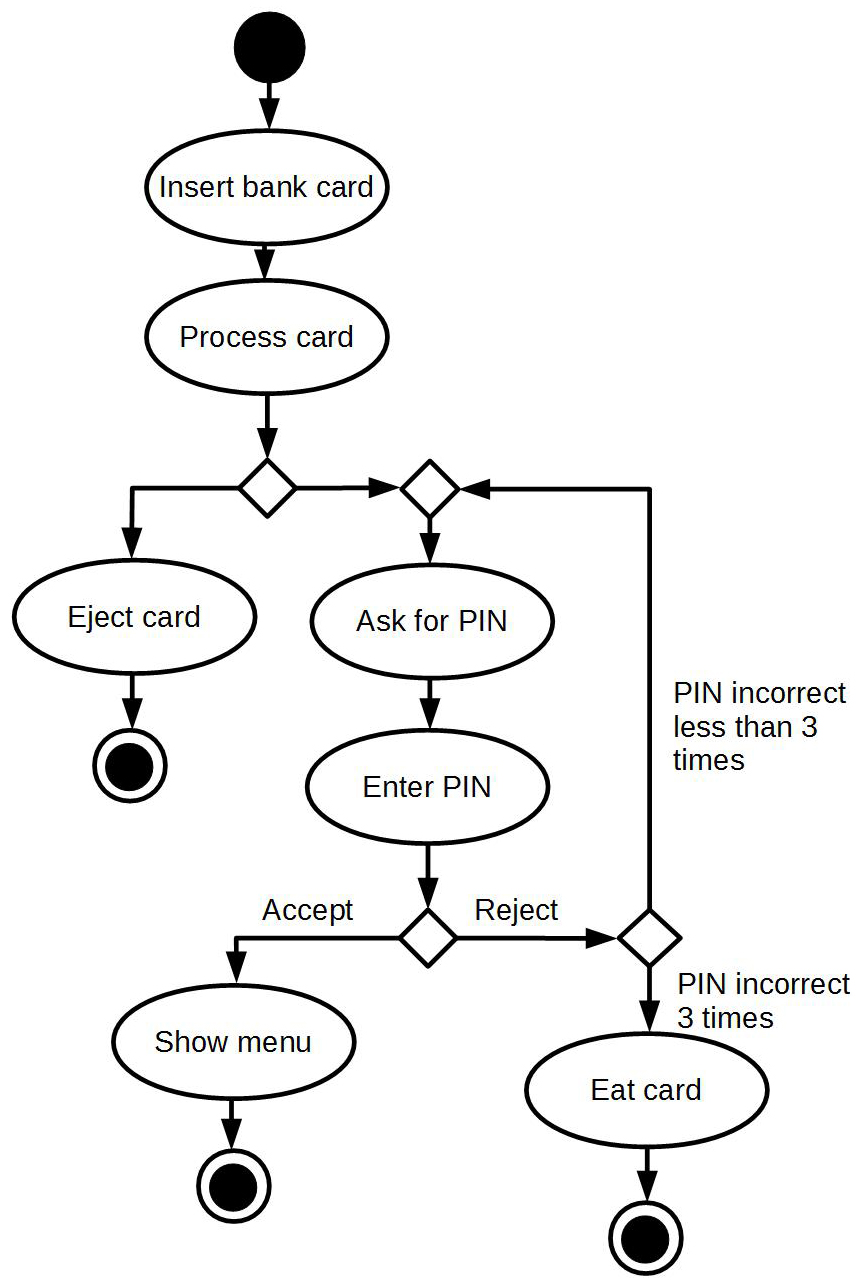 Insert bank card
Process card
Eject card
Ask for PIN
PIN incorrect
less than 3
times
Enter PIN
Accept
Reject
PIN incorrect
3 times
Show menu
Eat card